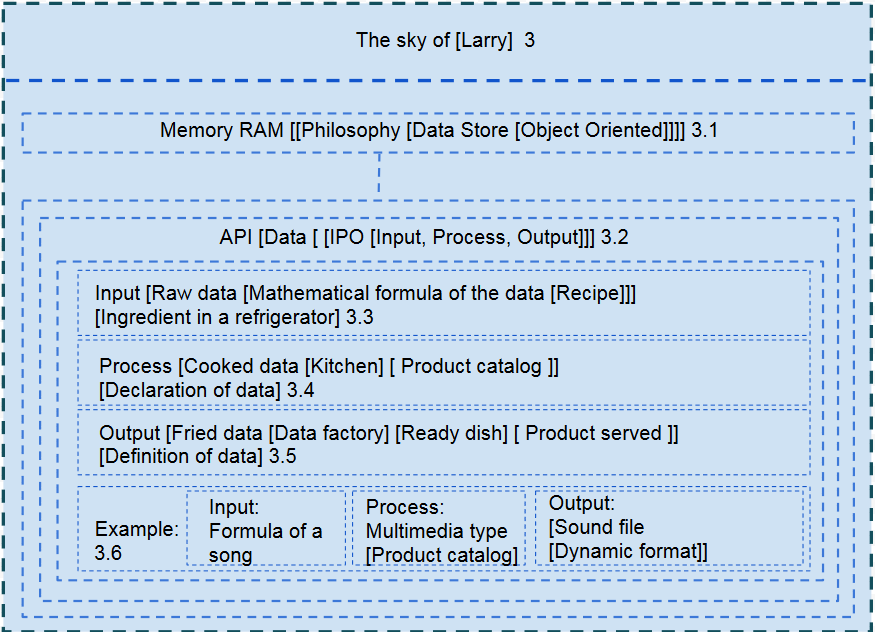 The sky of [Larry]  3
Memory RAM [[Philosophy [Data Store [Object Oriented]]]] 3.1
API [Data [ [IPO [Input, Process, Output]]] 3.2
Input [Raw data [Mathematical formula of the data [Recipe]]]
[Ingredient in a refrigerator] 3.3
Process [Cooked data [Kitchen] [ Product catalog ]]
[Declaration of data] 3.4
Output [Fried data [Data factory] [Ready dish] [ Product served ]]
[Definition of data] 3.5
Example:
3.6
Input:
Formula of a
song
Process:
Multimedia type
[Product catalog]
Output:
[Sound file
[Dynamic format]]